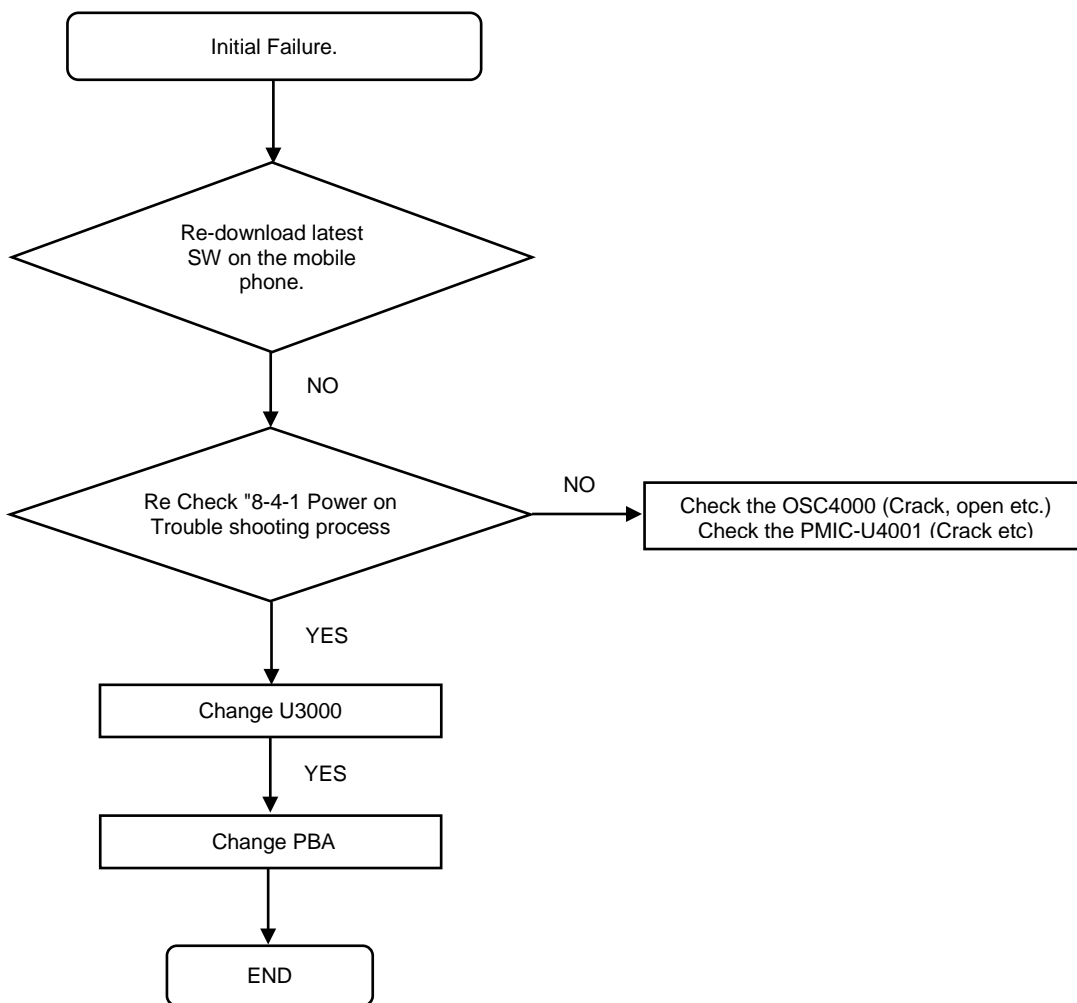 Initial Failure.
Re-download latest
SW on the mobile
phone.
NO
Re Check "8-4-1 Power on
Trouble shooting process
NO
Check the OSC4000 (Crack, open etc.)
Check the PMIC-U4001 (Crack etc)
YES
Change U3000
YES
Change PBA
END